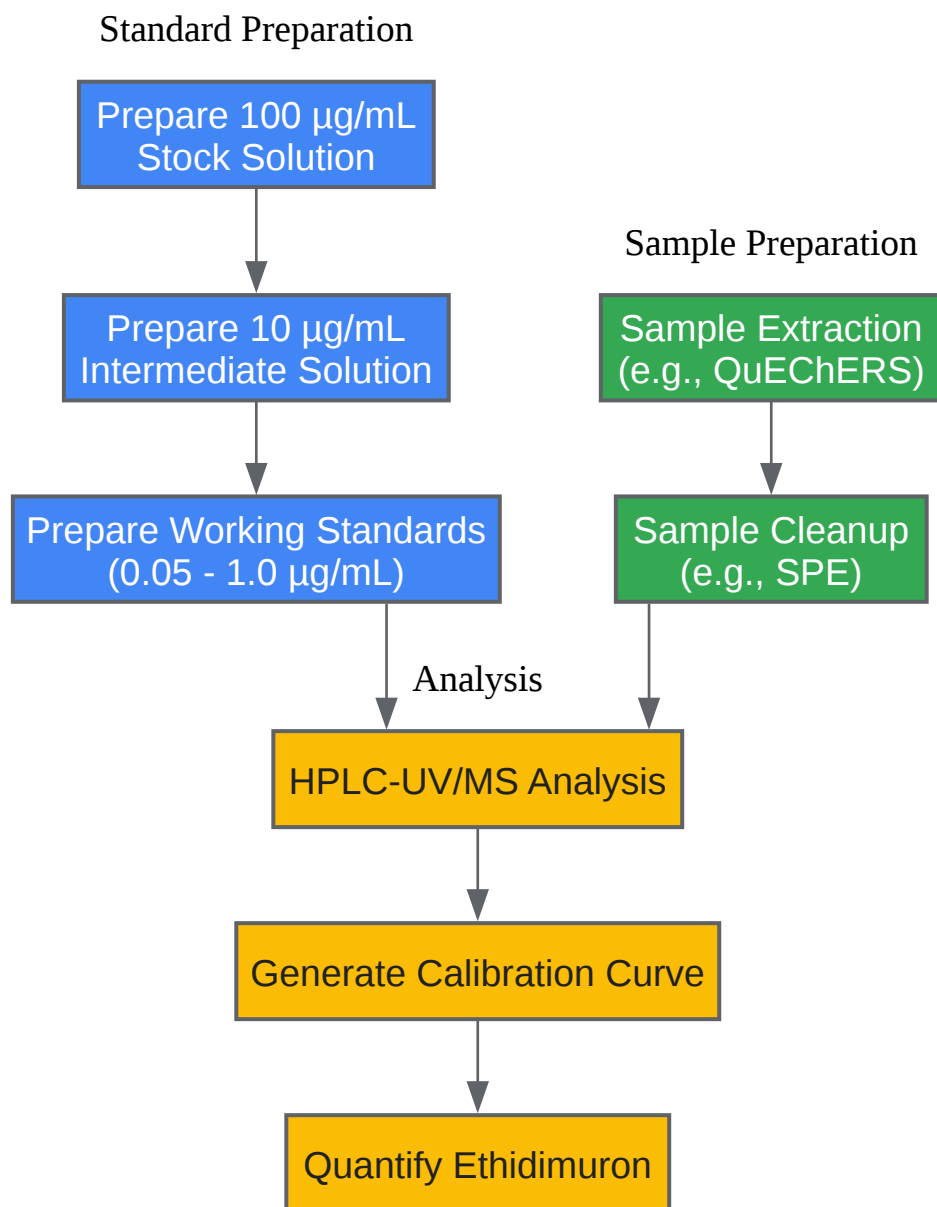 Standard Preparation
Prepare 100 µg/mL
Stock Solution
Sample Preparation
Prepare 10 µg/mL
Intermediate Solution
Sample Extraction
(e.g., QuEChERS)
Prepare Working Standards
(0.05 - 1.0 µg/mL)
Sample Cleanup
(e.g., SPE)
Analysis
HPLC-UV/MS Analysis
Generate Calibration Curve
Quantify Ethidimuron